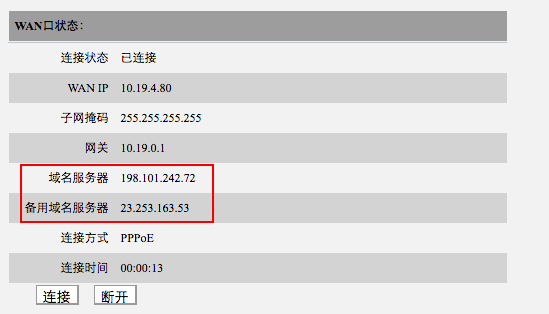 WAN口状态:
连接状态 已连接
WAN IP 10.19.4.80
子网掩码 255.255.255.255
网关 10.19.0.1
域名服务器 198.101.242.72
备用域名服务器 23.253.163.53
连接方式 PPPoE
连接时间 00:00:13
连接 断开